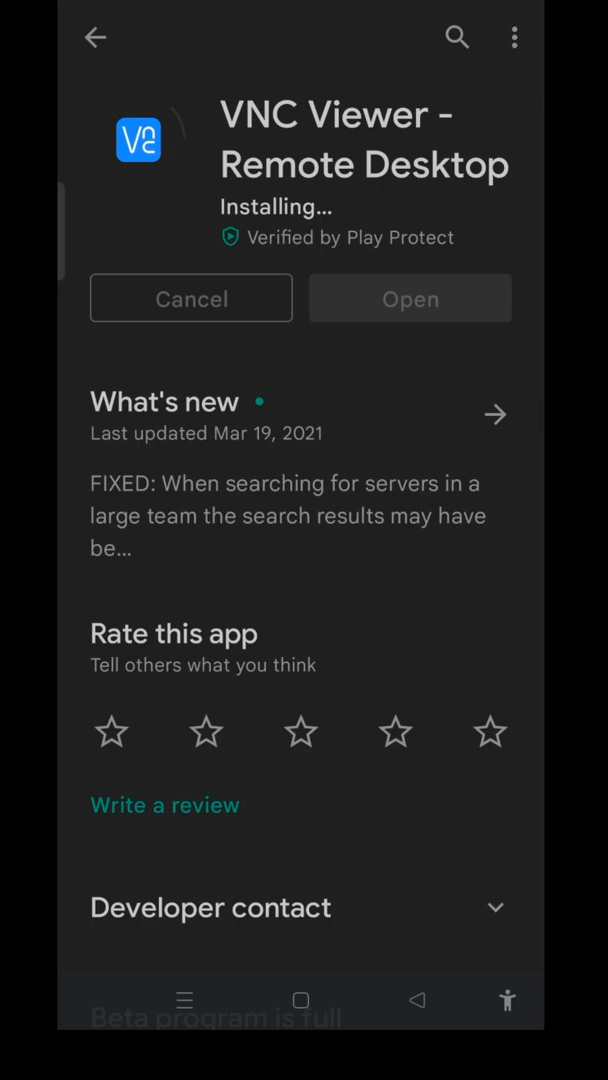 VNC Viewer -
Remote Desktop
Installing...
Verified by Play Protect
Cancel
Open
What's new
Last updated Mar 19, 2021
FIXED: When searching for servers in a
large team the search results may have
be...
Rate this app
Tell others what you think
Write a review
Developer contact
Beta program is full